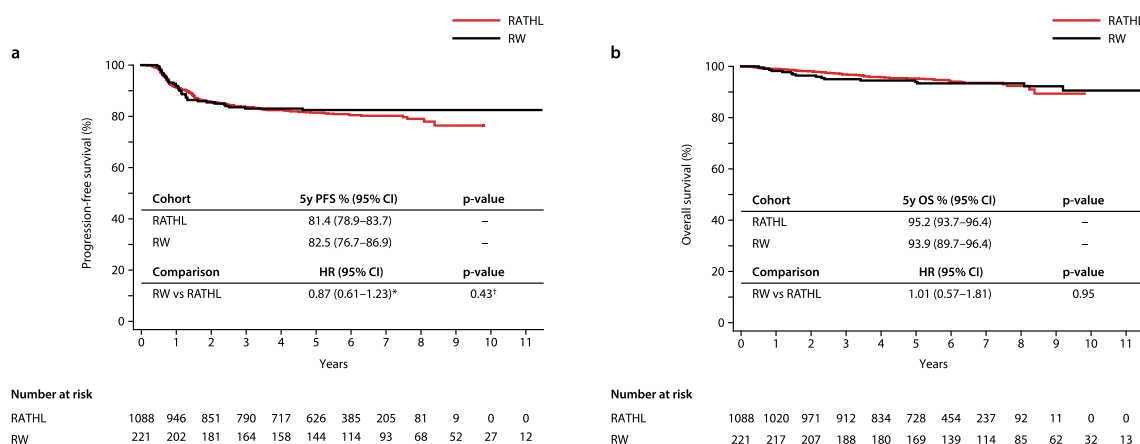 RATHL
RW
a
Progression-free survival (%)
100
80
60
40
20
0
Cohort 5y PFS % (95% CI) p-value
RATHL 81.4 (78.9–83.7) –
RW 82.5 (76.7–86.9) –
Comparison HR (95% CI) p-value
RW vs RATHL 0.87 (0.61–1.23)* 0.43†
0 1 2 3 4 5 6 7 8 9 10 11
Years
Number at risk
RATHL 1088 946 851 790 717 626 385 205 81 9 0 0
RW 221 202 181 164 158 144 114 93 68 52 27 12
RATHL
RW
b
Overall survival (%)
100
80
60
40
20
0
Cohort 5y OS % (95% CI) p-value
RATHL 95.2 (93.7–96.4) –
RW 93.9 (89.7–96.4) –
Comparison HR (95% CI) p-value
RW vs RATHL 1.01 (0.57–1.81) 0.95
0 1 2 3 4 5 6 7 8 9 10 11
Years
Number at risk
RATHL 1088 1020 971 912 834 728 454 237 92 11 0 0
RW 221 217 207 188 180 169 139 114 85 62 32 13